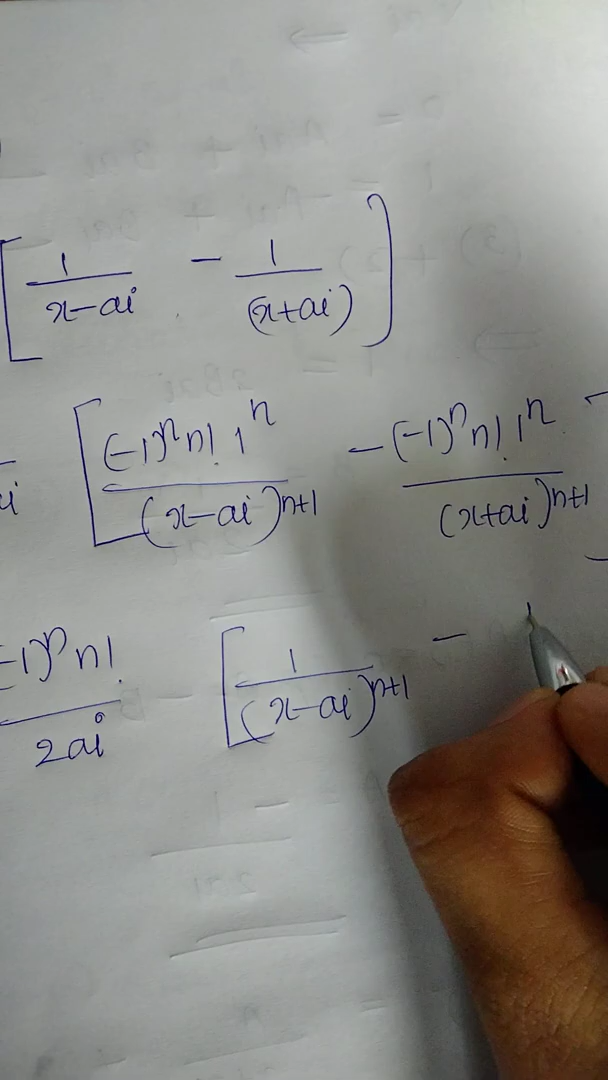 [ 1/(x-ai) - 1/(x+ai) ]
i [ (-1)^n n! 1^n/(x-ai)^{n+1} - (-1)^n n! 1^n/(x+ai)^{n+1} ]
-1)^n n!/2ai [ 1/(x-ai)^{n+1} -